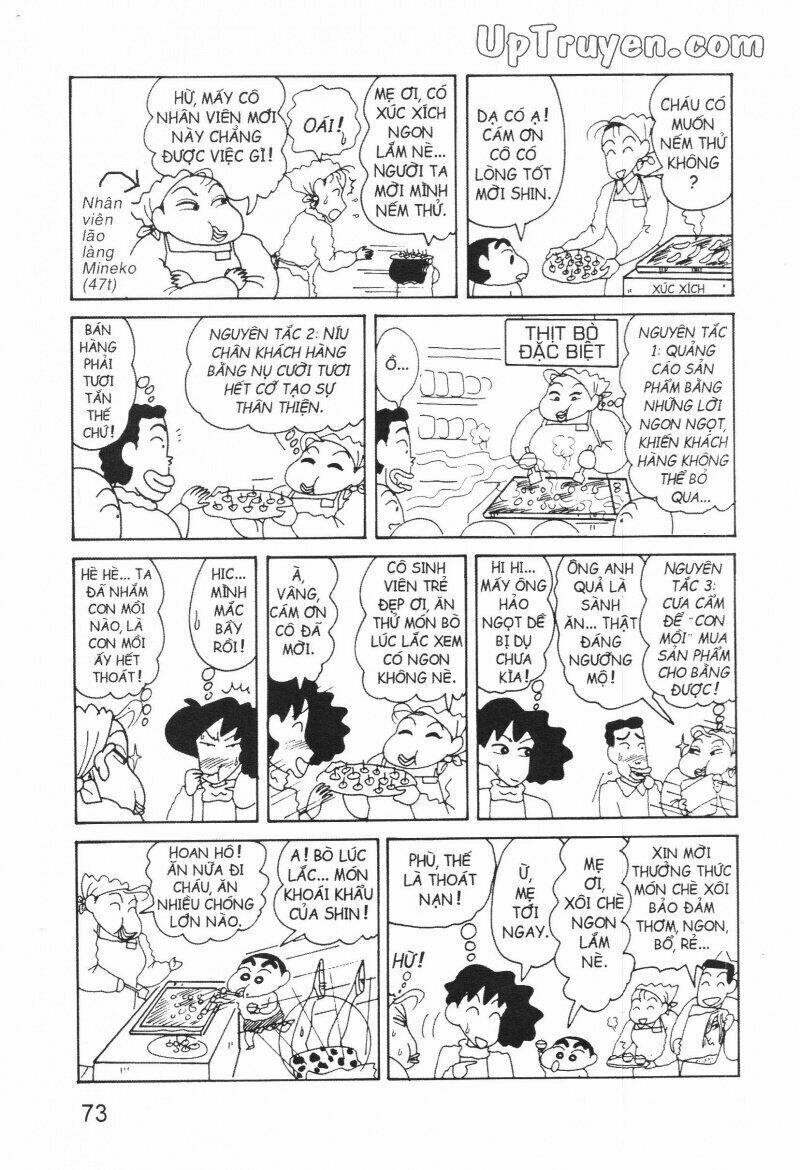 UpTruyen.com
CHÁU CÓ
MUỐN
NẾM THỬ
KHÔNG?
DẠ CÓ Ạ!
CÁM ƠN
CÔ CÓ
LÒNG TỐT
MỜI SHIN.
XÚC XÍCH
MẸ ƠI, CÓ
XÚC XÍCH
NGON
LẮM NÈ...
NGƯỜI TA
MỜI MÌNH
NẾM THỬ.
OÁI!
HỪ, MẤY CÔ
NHÂN VIÊN MỚI
NÀY CHẲNG
ĐƯỢC VIỆC GÌ!
Nhân
viên
lão
làng
Mineko
(47t)
NGUYÊN TẮC
1: QUẢNG
CÁO SẢN
PHẨM BẰNG
NHỮNG LỜI
NGON NGỌT,
KHIẾN KHÁCH
HÀNG KHÔNG
THỂ BỎ
QUA...
THỊT BÒ
ĐẶC BIỆT
Ồ...
NGUYÊN TẮC 2: NÍU
CHÂN KHÁCH HÀNG
BẰNG NỤ CƯỜI TƯƠI
HẾT CỠ TẠO SỰ
THÂN THIỆN.
BÁN
HÀNG
PHẢI
TƯƠI
TẮN
THẾ
CHỨ!
NGUYÊN
TẮC 3:
CƯA CẨM
ĐỂ "CON
MỒI" MUA
SẢN PHẨM
CHO BẰNG
ĐƯỢC!
ÔNG ANH
QUẢ LÀ
SÀNH
ĂN... THẬT
ĐÁNG
NGƯỠNG
MỘ!
HI HI...
MẤY ÔNG
HẢO
NGỌT DỄ
BỊ DỤ
CHƯA
KÌA!
CÔ SINH
VIÊN TRẺ
ĐẸP ƠI, ĂN
THỬ MÓN BÒ
LÚC LẮC XEM
CÓ NGON
KHÔNG NÈ.
À,
VÂNG,
CÁM ƠN
CÔ ĐÃ
MỜI.
HIC...
MÌNH
MẮC
BẪY
RỒI!
HÈ HÈ... TA
ĐÃ NHẮM
CON MỒI
NÀO, LÀ
CON MỒI
ẤY HẾT
THOÁT!
XIN MỜI
THƯỞNG THỨC
MÓN CHÈ XÔI
BẢO ĐẢM
THƠM, NGON,
BỔ, RẺ...
MẸ
ƠI,
XÔI CHÈ
NGON
LẮM
NÈ.
Ừ,
MẸ
TỚI
NGAY.
PHÙ, THẾ
LÀ THOÁT
NẠN!
HỪ!
A! BÒ LÚC
LẮC... MÓN
KHOÁI KHẨU
CỦA SHIN!
HOAN HÔ!
ĂN NỮA ĐI
CHÁU, ĂN
NHIỀU CHÓNG
LỚN NÀO.
73